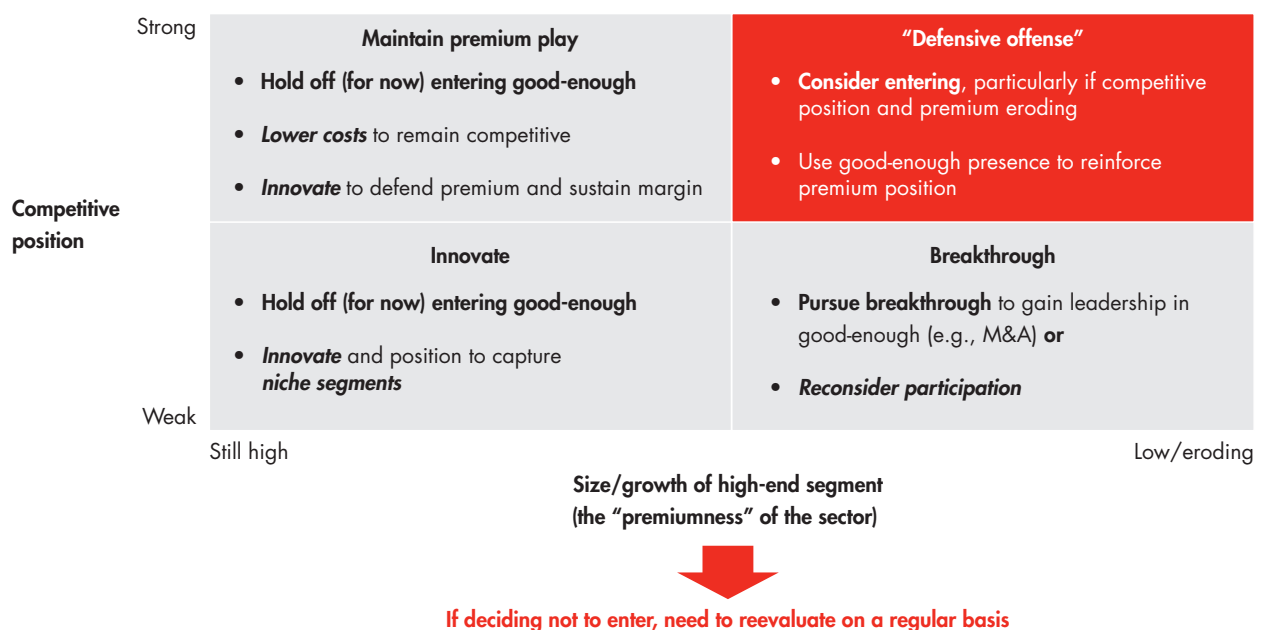 Strong
Maintain premium play
• Hold off (for now) entering good-enough
• Lower costs to remain competitive
• Innovate to defend premium and sustain margin
“Defensive offense”
• Consider entering, particularly if competitive
position and premium eroding
• Use good-enough presence to reinforce
premium position
Competitive
position
Innovate
• Hold off (for now) entering good-enough
• Innovate and position to capture
niche segments
Breakthrough
• Pursue breakthrough to gain leadership in
good-enough (e.g., M&A) or
• Reconsider participation
Weak
Still high
Low/eroding
Size/growth of high-end segment
(the “premiumness” of the sector)
If deciding not to enter, need to reevaluate on a regular basis